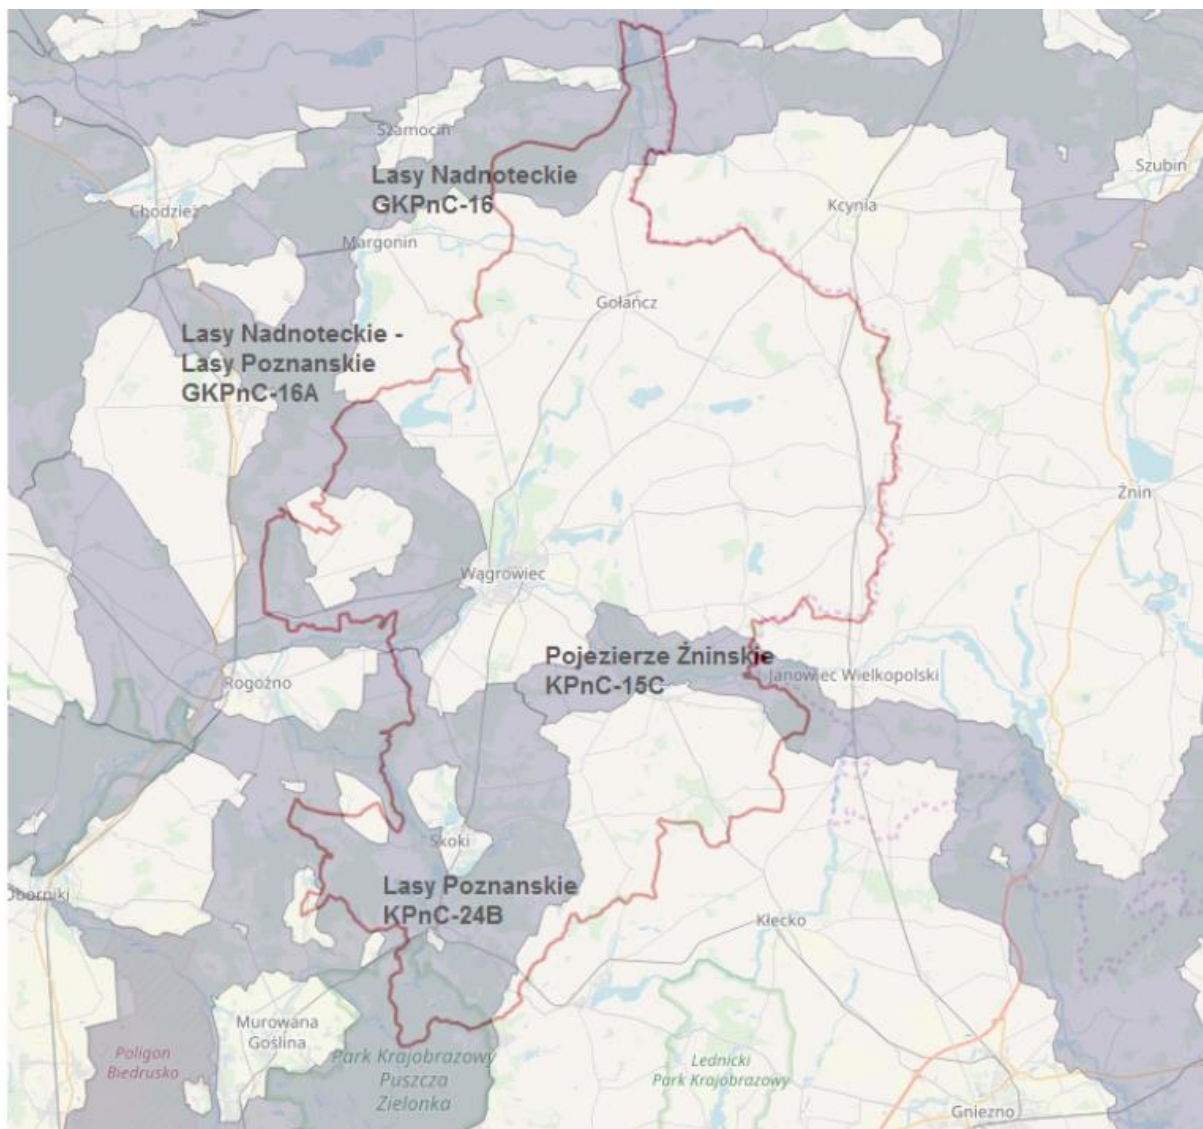 Szamocin
Szubin
Lasy Nadnoteckie
GKPnC-16
Chodzież
Kcynia
Margonin
Gołańcz
Lasy Nadnoteckie -
Lasy Poznanskie
GKPnC-16A
Żnin
Wągrowiec
Pojezierze Żninskie
KPnC-15C
Janowiec Wielkopolski
Rogoźno
Skoki
Oborniki
Lasy Poznanskie
KPnC-24B
Kłecko
Murowana
Goślina
Poligon
Biedrusko
Park Krajobrazowy
Puszcza
Zielonka
Lednicki
Park Krajobrazowy
Gniezno